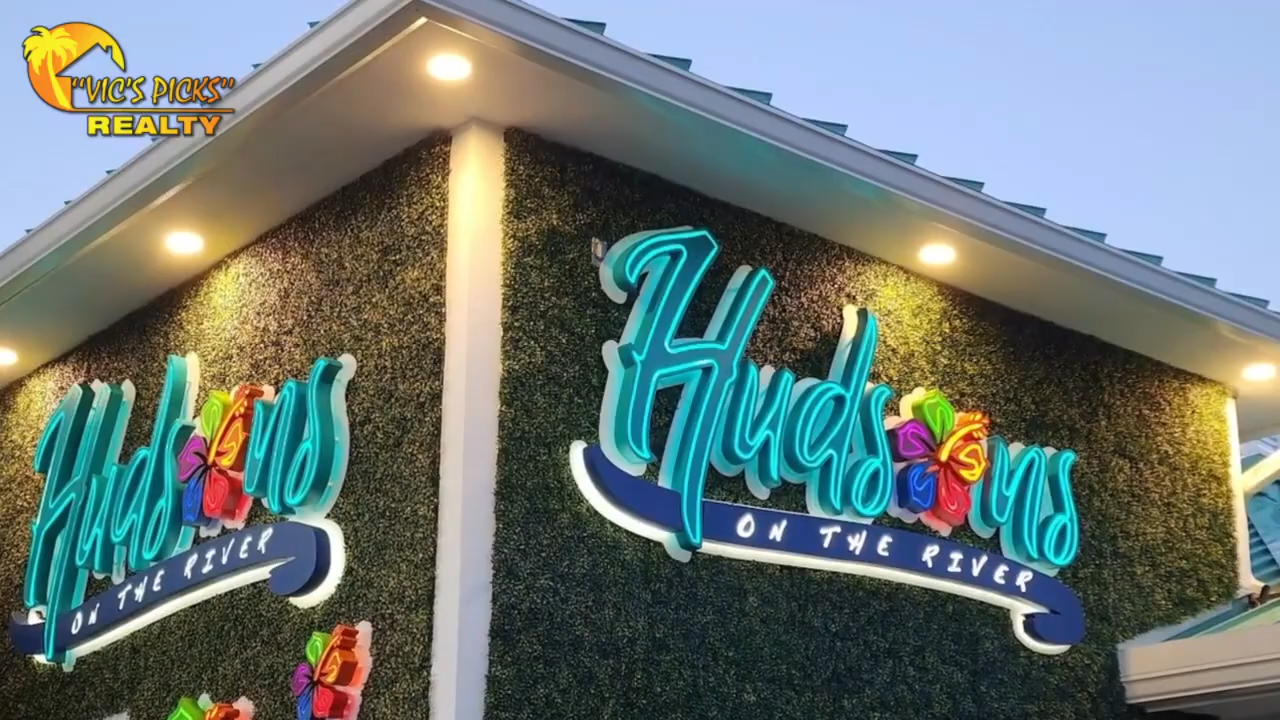 "VIC'S PICKS"
REALTY
Hudsons
ON THE RIVER
Hudsons
ON THE RIVER